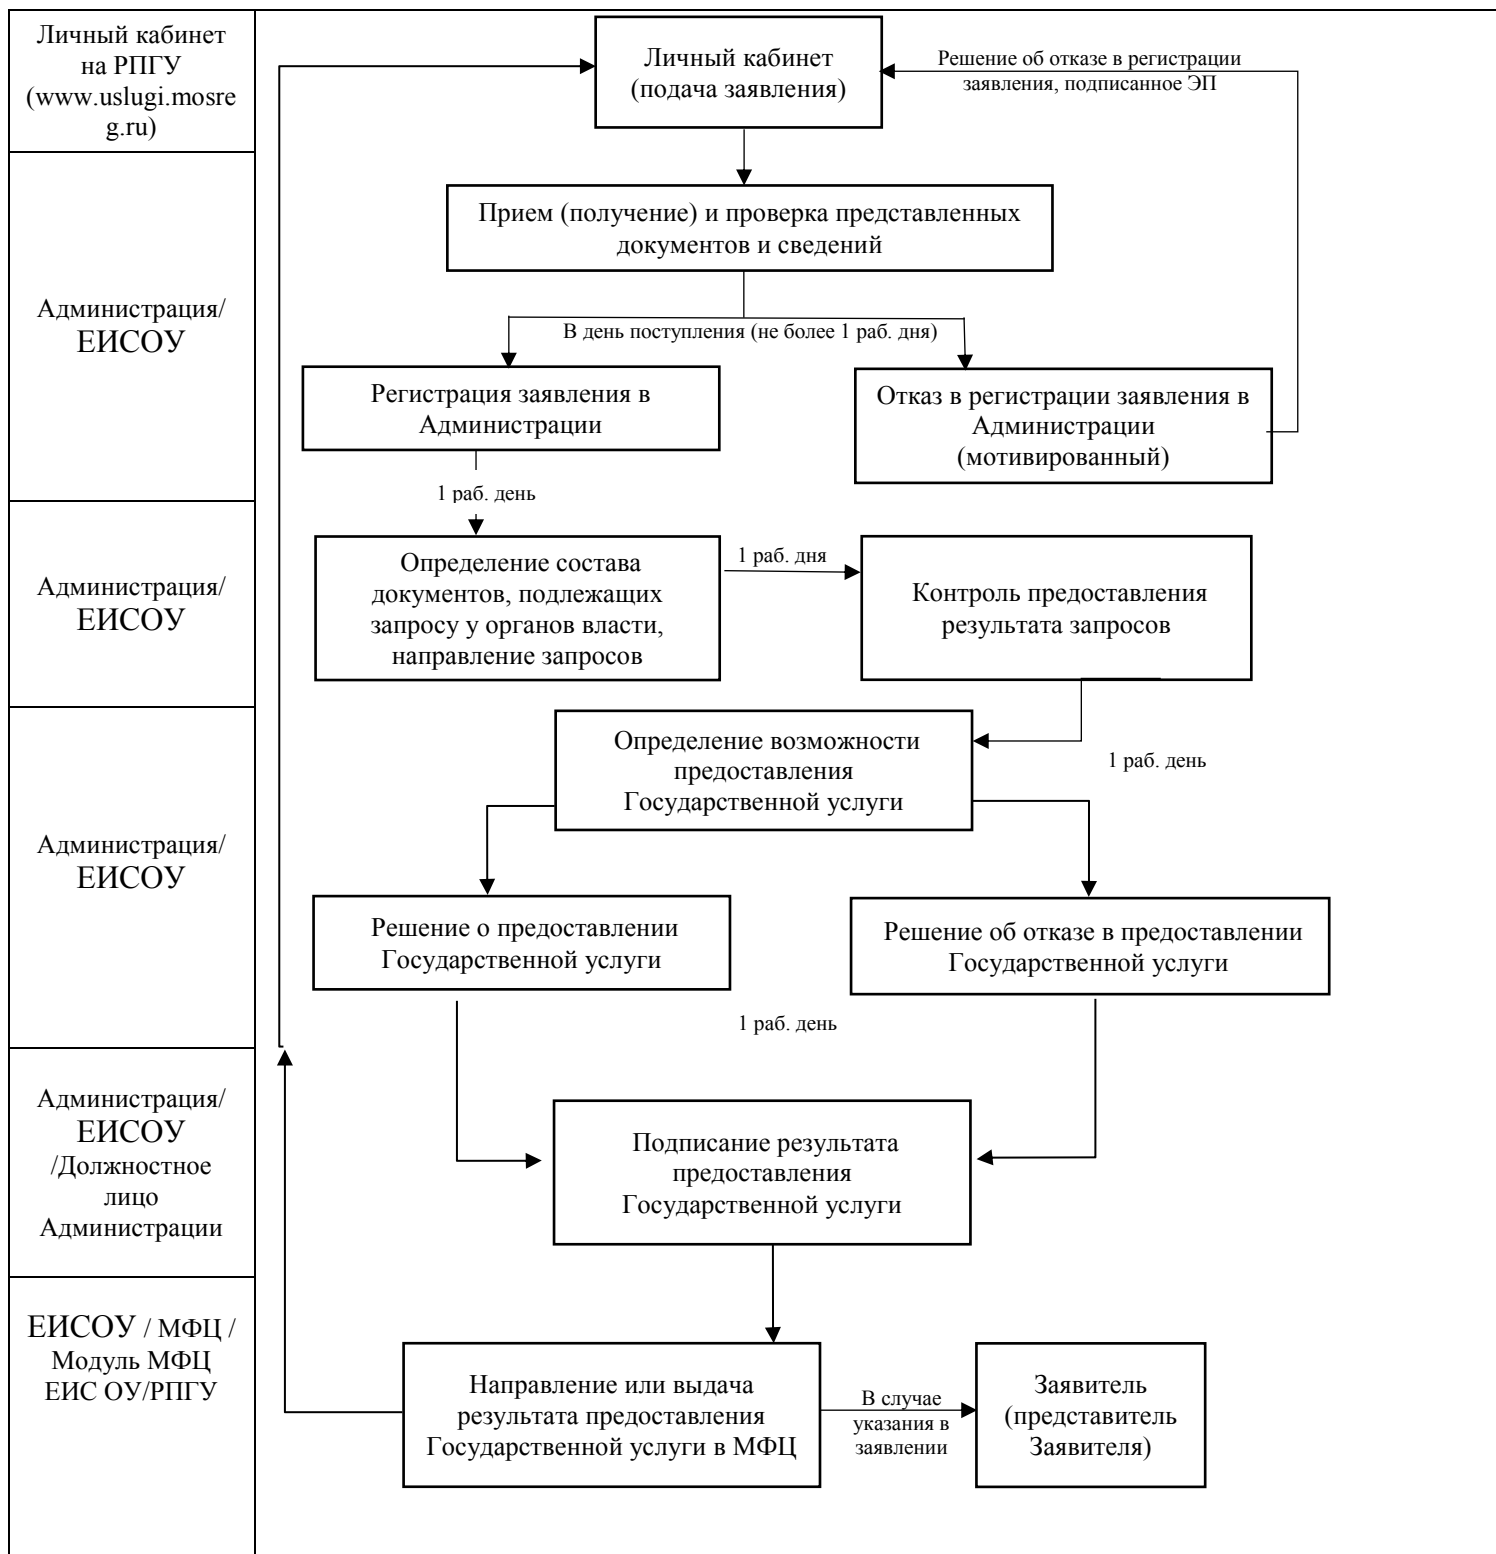 Личный кабинет
на РПГУ
(www.uslugi.mosre
g.ru)
Личный кабинет
(подача заявления)
Решение об отказе в регистрации
заявления, подписанное ЭП
Администрация/
ЕИСОУ
Прием (получение) и проверка представленных
документов и сведений
В день поступления (не более 1 раб. дня)
Регистрация заявления в
Администрации
Отказ в регистрации заявления в
Администрации
(мотивированный)
1 раб. день
Администрация/
ЕИСОУ
Определение состава
документов, подлежащих
запросу у органов власти,
направление запросов
1 раб. дня
Контроль предоставления
результата запросов
Администрация/
ЕИСОУ
Определение возможности
предоставления
Государственной услуги
1 раб. день
Решение о предоставлении
Государственной услуги
Решение об отказе в предоставлении
Государственной услуги
1 раб. день
Администрация/
ЕИСОУ
/Должностное
лицо
Администрации
Подписание результата
предоставления
Государственной услуги
ЕИСОУ / МФЦ /
Модуль МФЦ
ЕИС ОУ/РПГУ
Направление или выдача
результата предоставления
Государственной услуги в МФЦ
В случае
указания в
заявлении
Заявитель
(представитель
Заявителя)